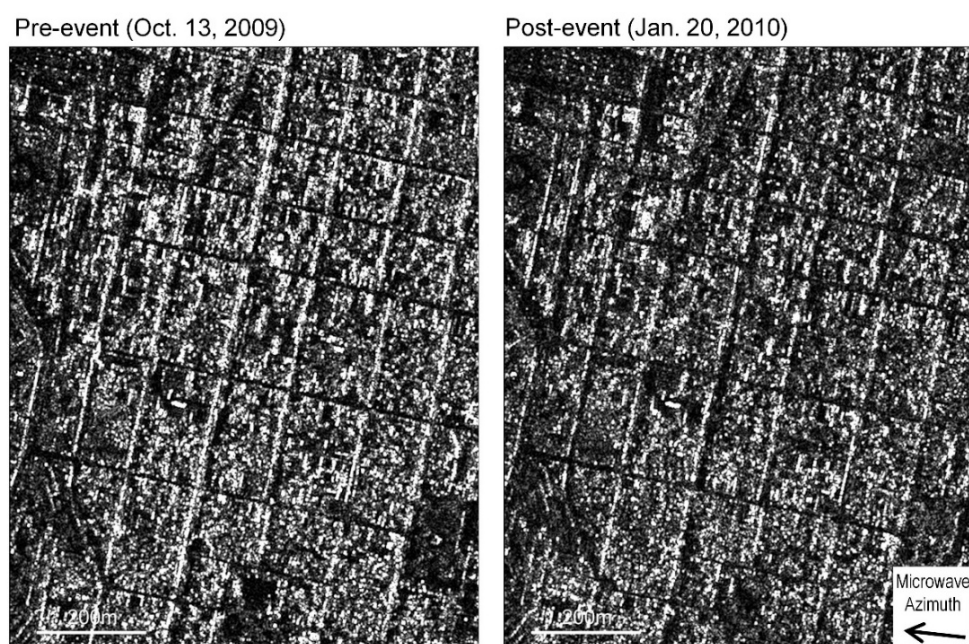 Pre-event (Oct. 13, 2009)
Post-event (Jan. 20, 2010)
200m
200m
Microwave
Azimuth